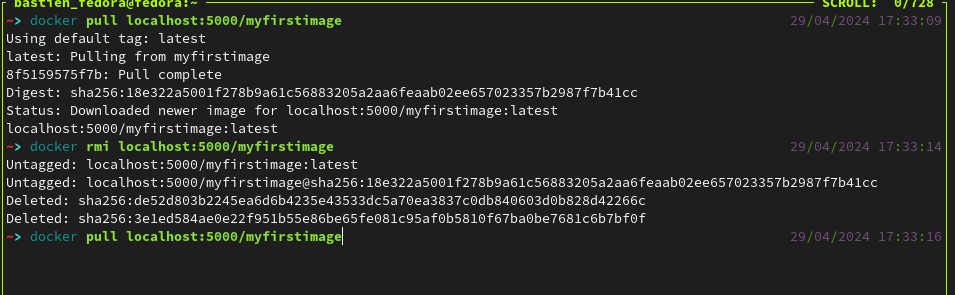 bastien_fedora@fedora:~ SCROLL: 0/728
~> docker pull localhost:5000/myfirstimage 29/04/2024 17:33:09
Using default tag: latest
latest: Pulling from myfirstimage
8f5159575f7b: Pull complete
Digest: sha256:18e322a5001f278b9a61c56883205a2aa6feaab02ee657023357b2987f7b41cc
Status: Downloaded newer image for localhost:5000/myfirstimage:latest
localhost:5000/myfirstimage:latest
~> docker rmi localhost:5000/myfirstimage 29/04/2024 17:33:14
Untagged: localhost:5000/myfirstimage:latest
Untagged: localhost:5000/myfirstimage@sha256:18e322a5001f278b9a61c56883205a2aa6feaab02ee657023357b2987f7b41cc
Deleted: sha256:de52d803b2245ea6d6b4235e43533dc5a70ea3837c0db840603d0b828d42266c
Deleted: sha256:3e1ed584ae0e22f951b55e86be65fe081c95af0b5810f67ba0be7681c6b7bf0f
~> docker pull localhost:5000/myfirstimage 29/04/2024 17:33:16